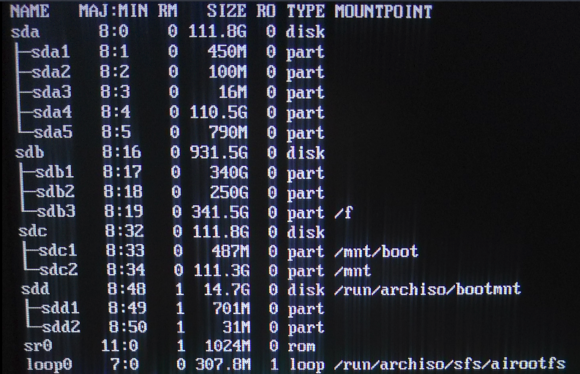 NAME MAJ:MIN RM SIZE RO TYPE MOUNTPOINT
sda 8:0 0 111.8G 0 disk
├─sda1 8:1 0 450M 0 part
├─sda2 8:2 0 100M 0 part
├─sda3 8:3 0 16M 0 part
├─sda4 8:4 0 110.5G 0 part
└─sda5 8:5 0 790M 0 part
sdb 8:16 0 931.5G 0 disk
├─sdb1 8:17 0 340G 0 part
├─sdb2 8:18 0 250G 0 part
└─sdb3 8:19 0 341.5G 0 part /f
sdc 8:32 0 111.8G 0 disk
├─sdc1 8:33 0 487M 0 part /mnt/boot
└─sdc2 8:34 0 111.3G 0 part /mnt
sdd 8:48 1 14.7G 0 disk /run/archiso/bootmnt
├─sdd1 8:49 1 701M 0 part
└─sdd2 8:50 1 31M 0 part
sr0 11:0 1 1024M 0 rom
loop0 7:0 0 307.8M 1 loop /run/archiso/sfs/airootfs